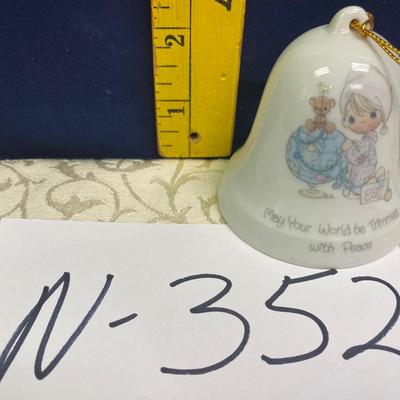 2
1
May Your World be Trimmed
with Peace
N-352